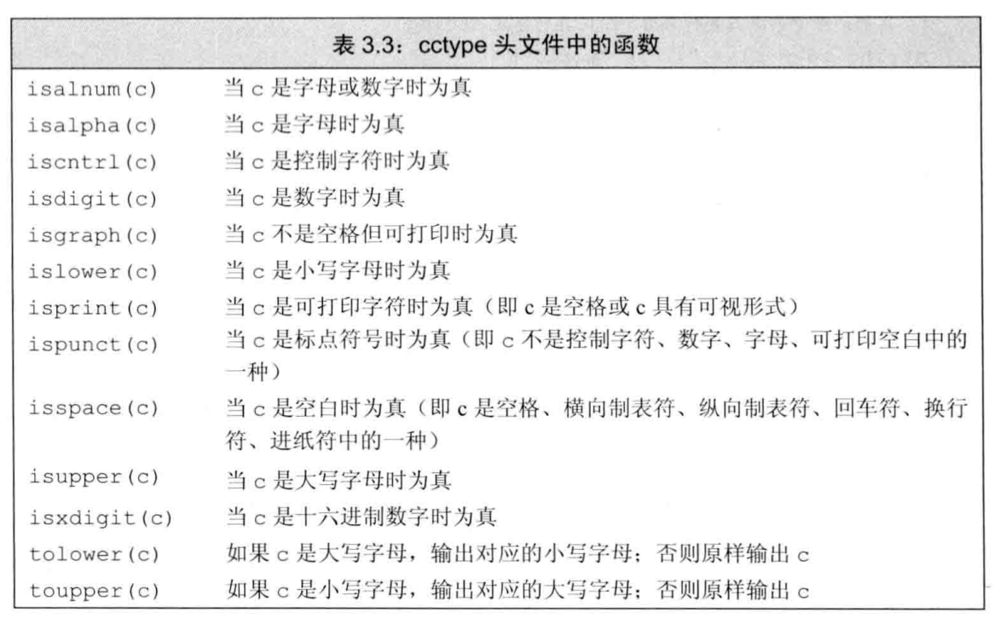 表 3.3：cctype 头文件中的函数
isalnum(c) 当 c 是字母或数字时为真
isalpha(c) 当 c 是字母时为真
iscntrl(c) 当 c 是控制字符时为真
isdigit(c) 当 c 是数字时为真
isgraph(c) 当 c 不是空格但可打印时为真
islower(c) 当 c 是小写字母时为真
isprint(c) 当 c 是可打印字符时为真（即 c 是空格或 c 具有可视形式）
ispunct(c) 当 c 是标点符号时为真（即 c 不是控制字符、数字、字母、可打印空白中的
一种）
isspace(c) 当 c 是空白时为真（即 c 是空格、横向制表符、纵向制表符、回车符、换行
符、进纸符中的一种）
isupper(c) 当 c 是大写字母时为真
isxdigit(c) 当 c 是十六进制数字时为真
tolower(c) 如果 c 是大写字母，输出对应的小写字母；否则原样输出 c
toupper(c) 如果 c 是小写字母，输出对应的大写字母；否则原样输出 c